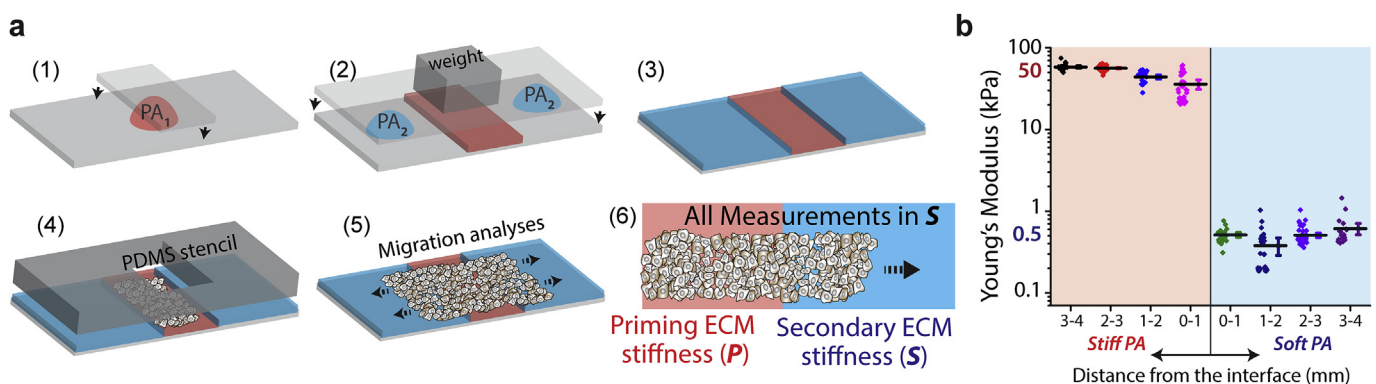 a
(1)
PA1
(2)
weight
PA2
PA2
(3)
(4)
PDMS stencil
(5)
Migration analyses
(6)
All Measurements in S
Priming ECM
stiffness (P)
Secondary ECM
stiffness (S)
b
Young's Modulus (kPa)
100
50
10
1
0.5
0.1
3-4
2-3
1-2
0-1
0-1
1-2
2-3
3-4
Stiff PA
Soft PA
Distance from the interface (mm)